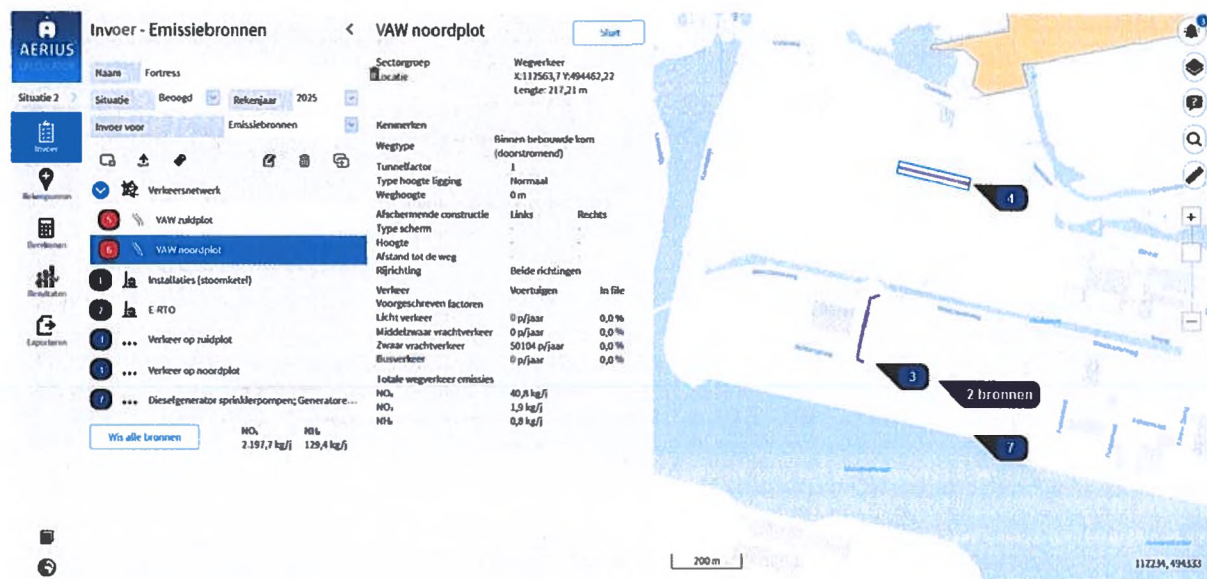 AERIUS
CALCULATOR
Situatie 2
Invoer
Rekenpunten
Berekenen
Resultaten
Exporteren
Invoer - Emissiebronnen
Naam Fortress
Situatie Beoogd Rekenjaar 2025
Invoer voor Emissiebronnen
Verkeersnetwerk
5 VAW zuidplot
6 VAW noordplot
1 Installaties (stoomketel)
2 E-RTO
Verkeer op zuidplot
Verkeer op noordplot
7 Dieselgenerator sprinklerpompen; Generatore...
Wis alle bronnen
NOₓ NH₃
2.197,7 kg/j 129,4 kg/j
VAW noordplot
Sluit
Sectorgroep Wegverkeer
Locatie X:112563,7 Y:494462,22
Lengte: 217,21 m
Kenmerken
Wegtype Binnen bebouwde kom
(doorstromend)
Tunnelfactor 1
Type hoogte ligging Normaal
Weghoogte 0 m
Afschermende constructie Links Rechts
Type scherm - -
Hoogte - -
Afstand tot de weg - -
Rijrichting Beide richtingen
Verkeer Voertuigen In file
Voorgeschreven factoren
Licht verkeer 0 p/jaar 0,0 %
Middelzwaar vrachtverkeer 0 p/jaar 0,0 %
Zwaar vrachtverkeer 50104 p/jaar 0,0 %
Busverkeer 0 p/jaar 0,0 %
Totale wegverkeer emissies
NOₓ 40,8 kg/j
NO₂ 1,9 kg/j
NH₃ 0,8 kg/j
4
3
2 bronnen
7
200 m
112234, 494333